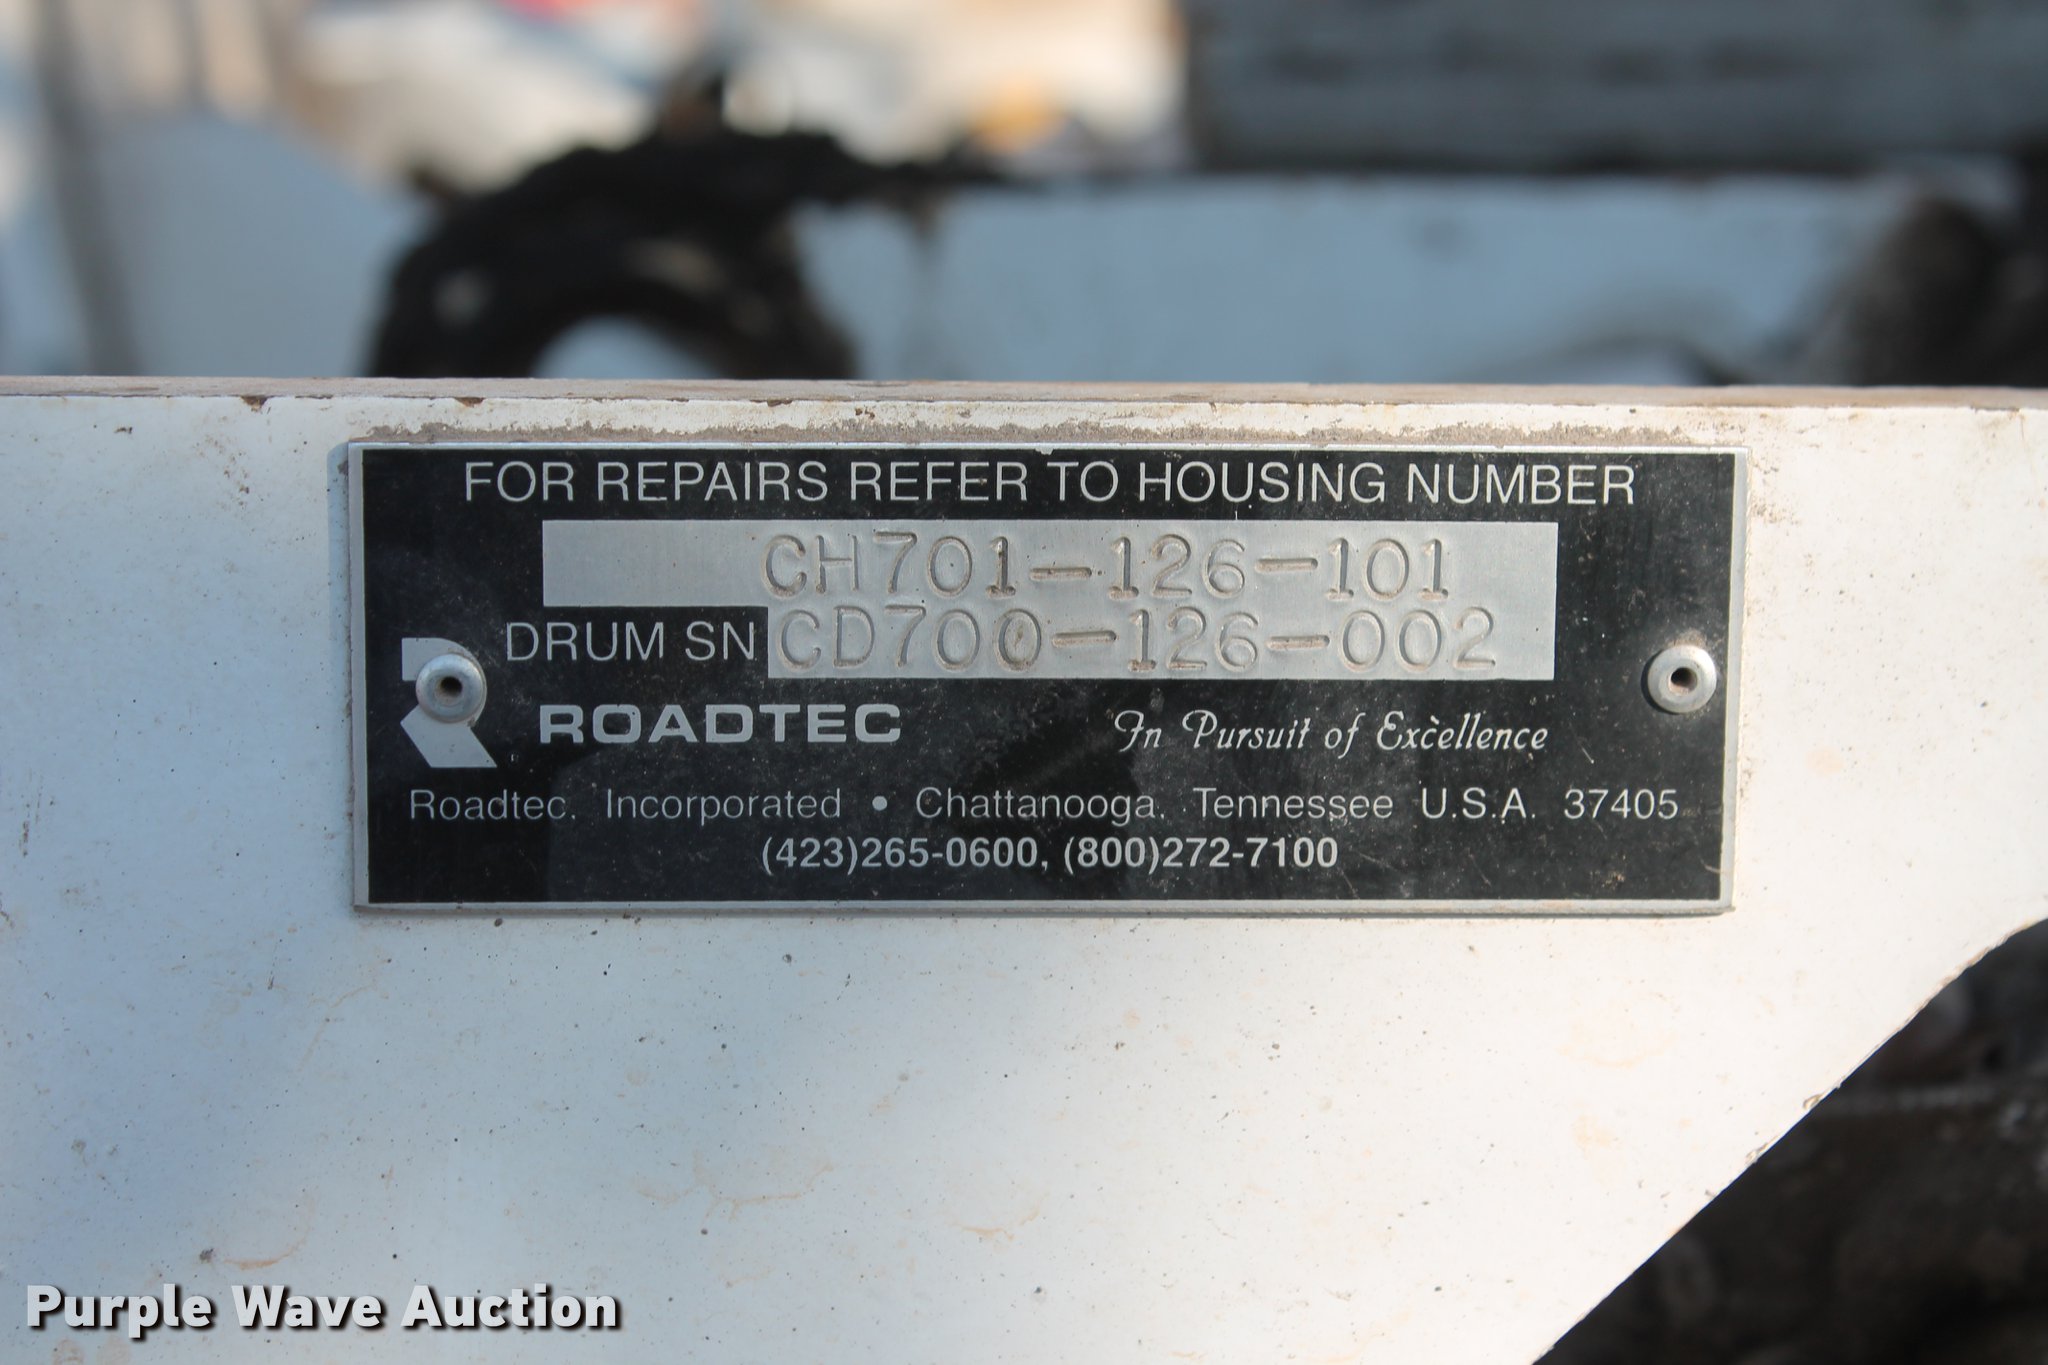 FOR REPAIRS REFER TO HOUSING NUMBER
CH701-126-101
DRUM SN CD700-126-002
ROADTEC In Pursuit of Excellence
Roadtec, Incorporated • Chattanooga, Tennessee U.S.A. 37405
(423)265-0600, (800)272-7100
Purple Wave Auction